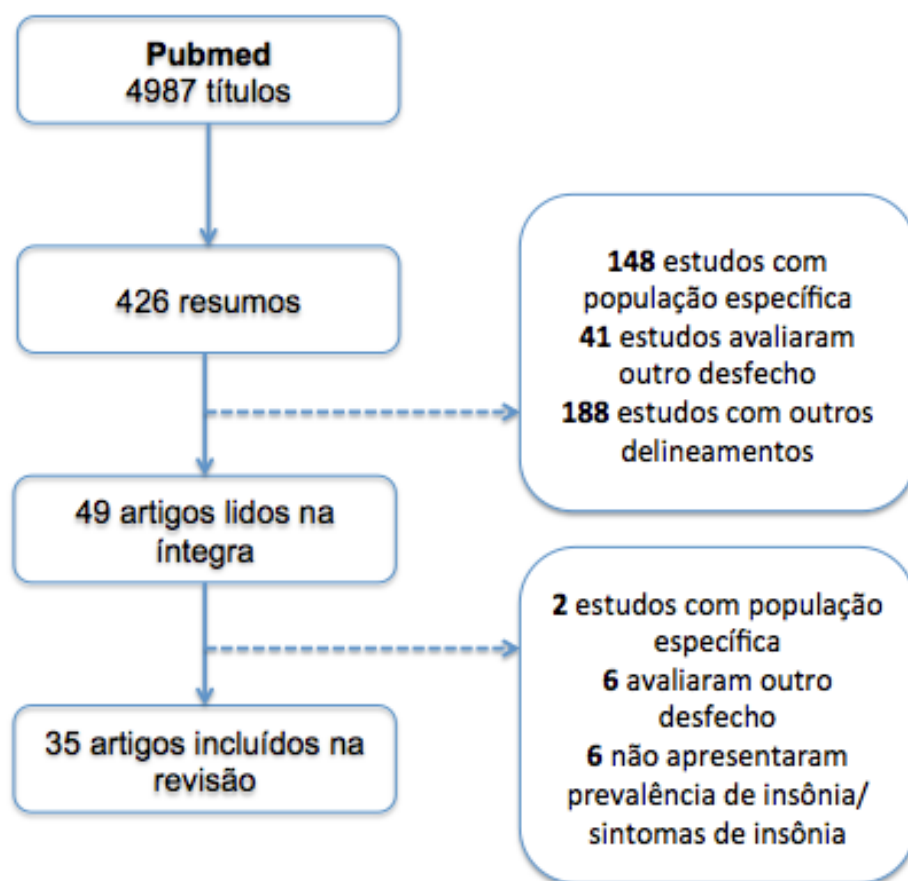 Pubmed
4987 títulos
426 resumos
148 estudos com
população específica
41 estudos avaliaram
outro desfecho
188 estudos com outros
delineamentos
49 artigos lidos na
íntegra
2 estudos com população
específica
6 avaliaram outro
desfecho
6 não apresentaram
prevalência de insônia/
sintomas de insônia
35 artigos incluídos na
revisão